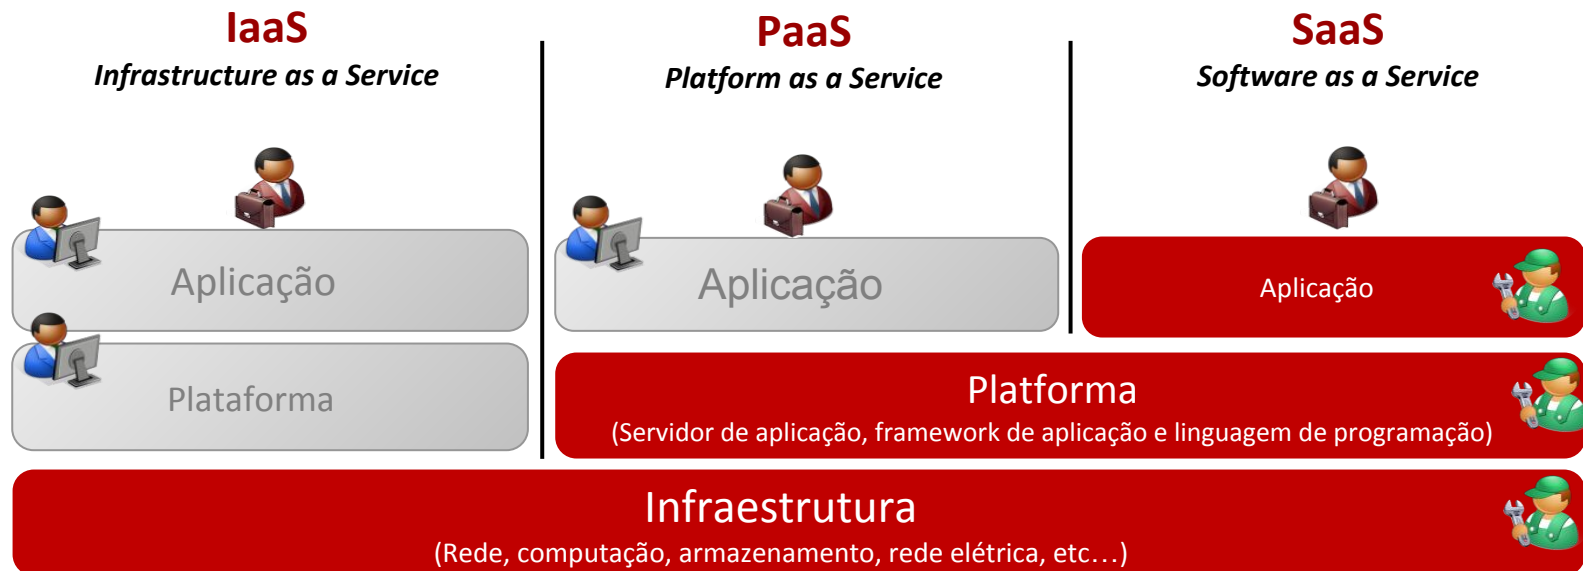 IaaS
Infrastructure as a Service
PaaS
Platform as a Service
SaaS
Software as a Service
Aplicação
Aplicação
Aplicação
Plataforma
Platforma
(Servidor de aplicação, framework de aplicação e linguagem de programação)
Infraestrutura
(Rede, computação, armazenamento, rede elétrica, etc…)